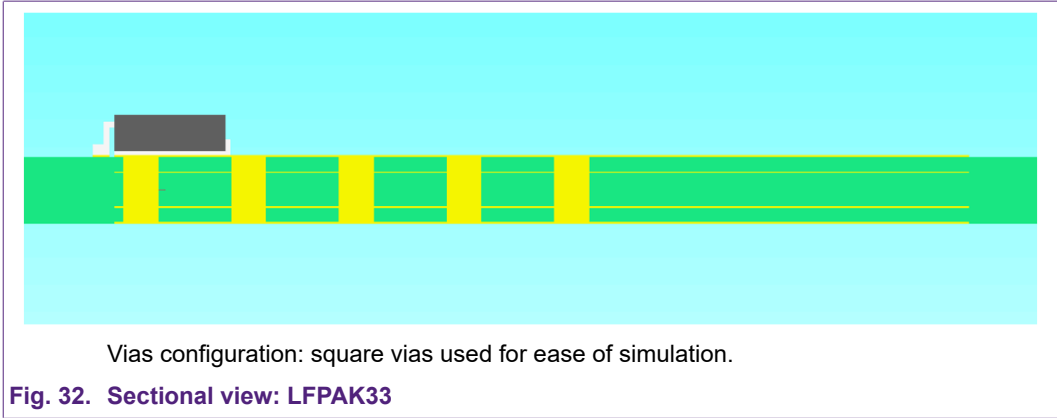 Vias configuration: square vias used for ease of simulation.
Fig. 32. Sectional view: LFPAK33